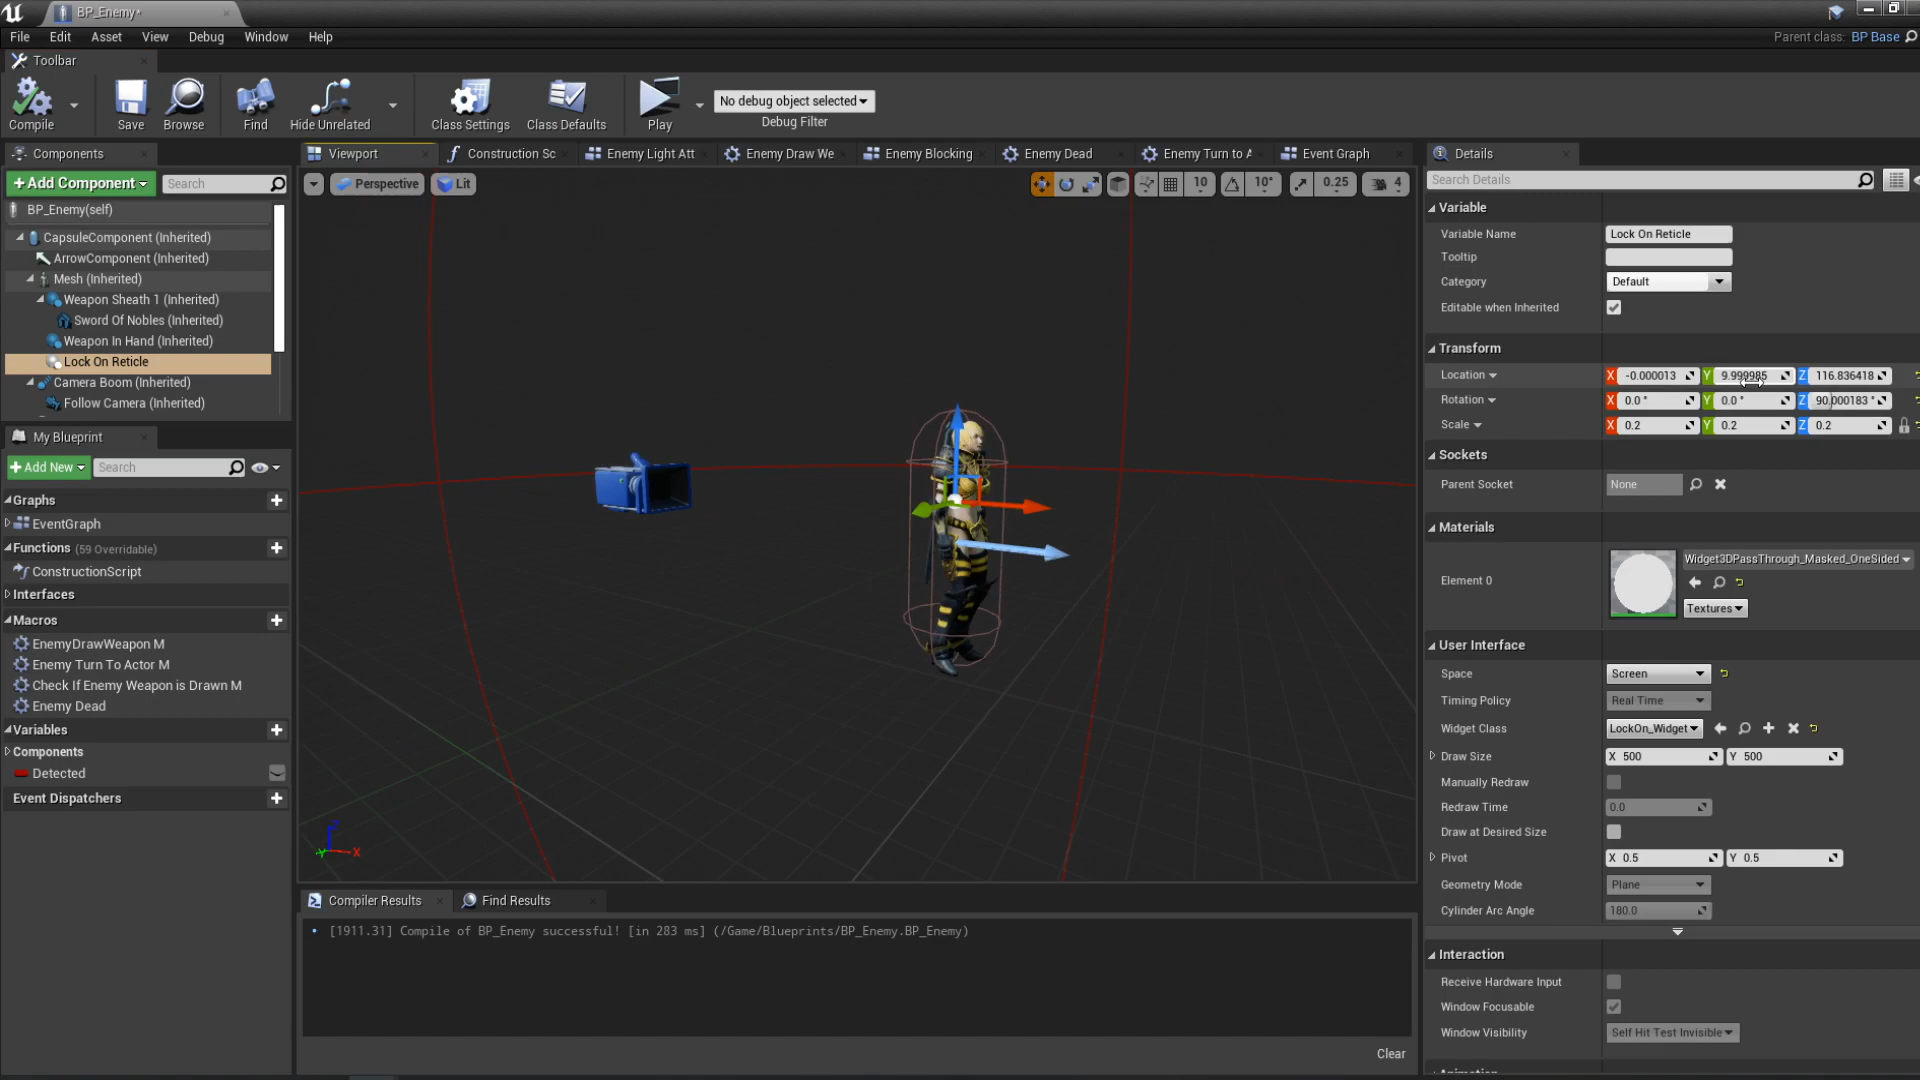 BP_Enemy*
File Edit Asset View Debug Window Help
Parent class: BP Base
Toolbar
Compile Save Browse Find Hide Unrelated Class Settings Class Defaults Play
No debug object selected
Debug Filter
Components
Viewport Construction Sc Enemy Light Att Enemy Draw We Enemy Blocking Enemy Dead Enemy Turn to A Event Graph
Details
+Add Component
Search
Perspective Lit
10 10° 0.25 4
Search Details
BP_Enemy(self)
CapsuleComponent (Inherited)
ArrowComponent (Inherited)
Mesh (Inherited)
Weapon Sheath 1 (Inherited)
Sword Of Nobles (Inherited)
Weapon In Hand (Inherited)
Lock On Reticle
Camera Boom (Inherited)
Follow Camera (Inherited)
My Blueprint
+Add New
Search
Graphs
EventGraph
Functions (59 Overridable)
ConstructionScript
Interfaces
Macros
EnemyDrawWeapon M
Enemy Turn To Actor M
Check If Enemy Weapon is Drawn M
Enemy Dead
Variables
Components
Detected
Event Dispatchers
Z
Y X
Compiler Results Find Results
[1911.31] Compile of BP_Enemy successful! [in 283 ms] (/Game/Blueprints/BP_Enemy.BP_Enemy)
Clear
Variable
Variable Name Lock On Reticle
Tooltip
Category Default
Editable when Inherited
Transform
Location X -0.000013 Y 9.999985 Z 116.836418
Rotation X 0.0 ° Y 0.0 ° Z 90.000183 °
Scale X 0.2 Y 0.2 Z 0.2
Sockets
Parent Socket None
Materials
Element 0
Widget3DPassThrough_Masked_OneSided
Textures
User Interface
Space Screen
Timing Policy Real Time
Widget Class LockOn_Widget
Draw Size X 500 Y 500
Manually Redraw
Redraw Time 0.0
Draw at Desired Size
Pivot X 0.5 Y 0.5
Geometry Mode Plane
Cylinder Arc Angle 180.0
Interaction
Receive Hardware Input
Window Focusable
Window Visibility Self Hit Test Invisible